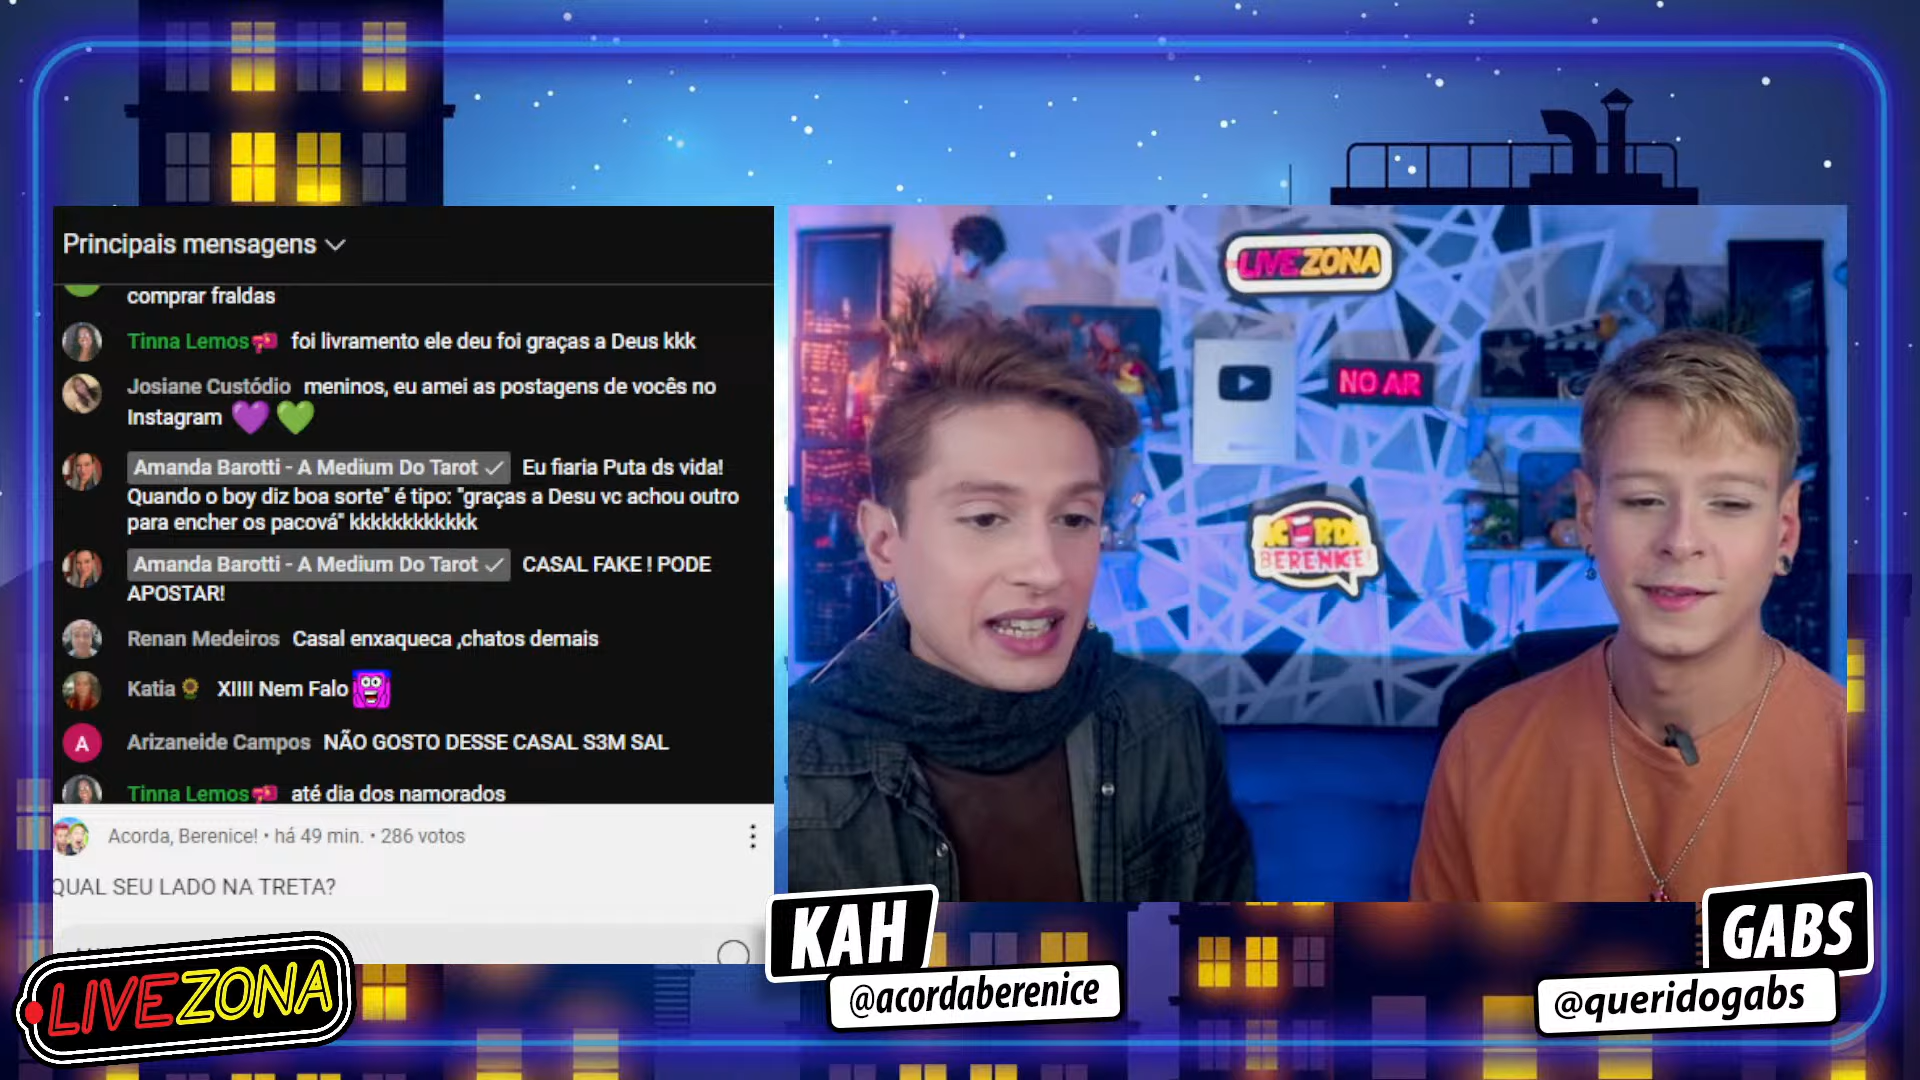 Principais mensagens
comprar fraldas
Tinna Lemos foi livramento ele deu foi graças a Deus kkk
Josiane Custódio meninos, eu amei as postagens de vocês no
Instagram 💜 💚
Amanda Barotti - A Medium Do Tarot ✓ Eu fiaria Puta ds vida!
Quando o boy diz boa sorte" é tipo: "graças a Desu vc achou outro
para encher os pacová" kkkkkkkkkkkk
Amanda Barotti - A Medium Do Tarot ✓ CASAL FAKE ! PODE
APOSTAR!
Renan Medeiros Casal enxaqueca ,chatos demais
Katia🌻 XIIII Nem Falo
A Arizaneide Campos NÃO GOSTO DESSE CASAL S3M SAL
Tinna Lemos até dia dos namorados
Acorda, Berenice! • há 49 min. • 286 votos
QUAL SEU LADO NA TRETA?
LIVEZONA
LIVEZONA
NO AR
ACORDA
BERENICE!
KAH
@acordaberenice
GABS
@queridogabs